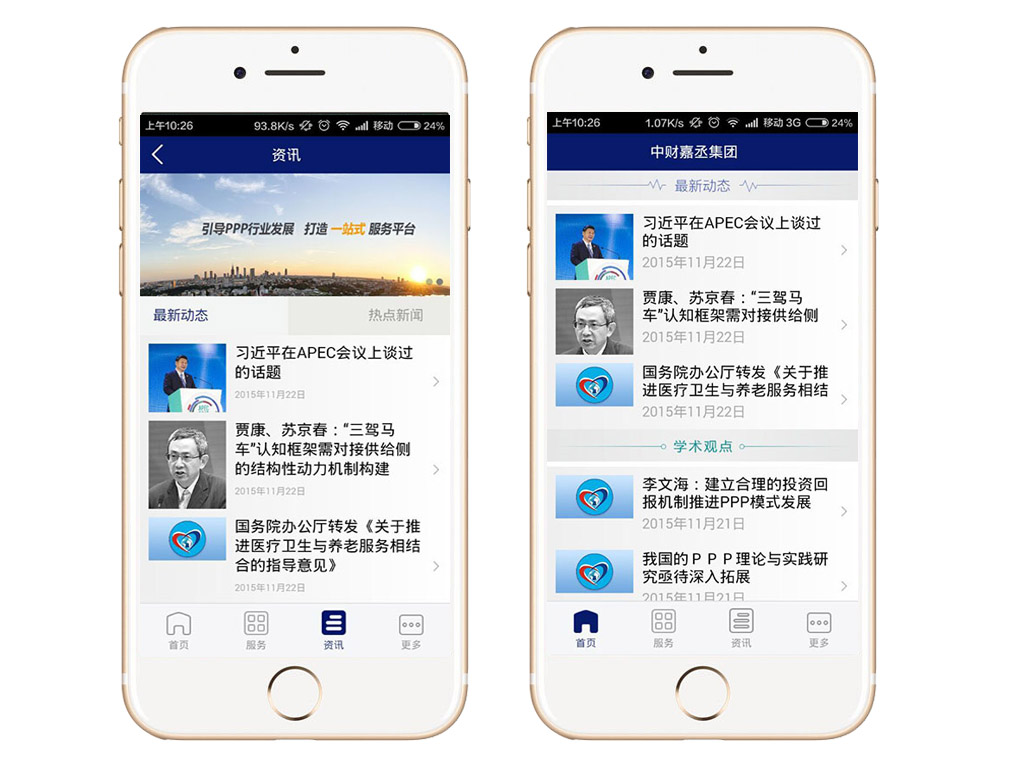 上午10:26 93.8K/s 移动 24%
资讯
引导PPP行业发展 打造 一站式 服务平台
最新动态 热点新闻
习近平在APEC会议上谈过
的话题
2015年11月22日
贾康、苏京春：“三驾马
车”认知框架需对接供给侧
的结构性动力机制构建
2015年11月22日
国务院办公厅转发《关于推
进医疗卫生与养老服务相结
合的指导意见》
2015年11月22日
首页 服务 资讯 更多
上午10:26 1.07K/s 移动 3G 24%
中财嘉丞集团
最新动态
习近平在APEC会议上谈过
的话题
2015年11月22日
贾康、苏京春：“三驾马
车”认知框架需对接供给侧
2015年11月22日
国务院办公厅转发《关于推
进医疗卫生与养老服务相结
2015年11月22日
学术观点
李文海：建立合理的投资回
报机制推进PPP模式发展
2015年11月21日
我国的ＰＰＰ理论与实践研
究亟待深入拓展
2015年11月21日
首页 服务 资讯 更多